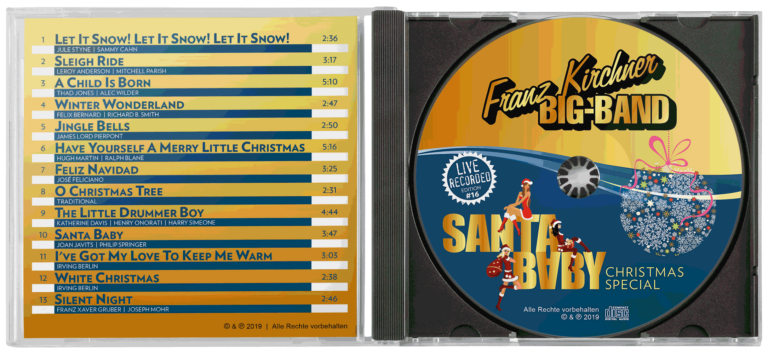 1 LET IT SNOW! LET IT SNOW! LET IT SNOW! 2:36
JULE STYNE | SAMMY CAHN
2 SLEIGH RIDE 3:17
LEROY ANDERSON | MITCHELL PARISH
3 A CHILD IS BORN 5:10
THAD JONES | ALEC WILDER
4 WINTER WONDERLAND 2:47
FELIX BERNARD | RICHARD B. SMITH
5 JINGLE BELLS 2:50
JAMES LORD PIERPONT
6 HAVE YOURSELF A MERRY LITTLE CHRISTMAS 5:16
HUGH MARTIN | RALPH BLANE
7 FELIZ NAVIDAD 3:25
JOSÉ FELICIANO
8 O CHRISTMAS TREE 2:31
TRADITIONAL
9 THE LITTLE DRUMMER BOY 4:44
KATHERINE DAVIS | HENRY ONORATI | HARRY SIMEONE
10 SANTA BABY 3:47
JOAN JAVITS | PHILIP SPRINGER
11 I'VE GOT MY LOVE TO KEEP ME WARM 3:03
IRVING BERLIN
12 WHITE CHRISTMAS 2:38
IRVING BERLIN
13 SILENT NIGHT 2:46
FRANZ XAVER GRUBER | JOSEPH MOHR
© & ℗ 2019 | Alle Rechte vorbehalten
Franz Kirchner
BIG-BAND
LIVE
RECORDED
EDITION
#16
SANTA
BABY
CHRISTMAS
SPECIAL
Alle Rechte vorbehalten
© & ℗ 2019
COMPACT
disc
DIGITAL AUDIO